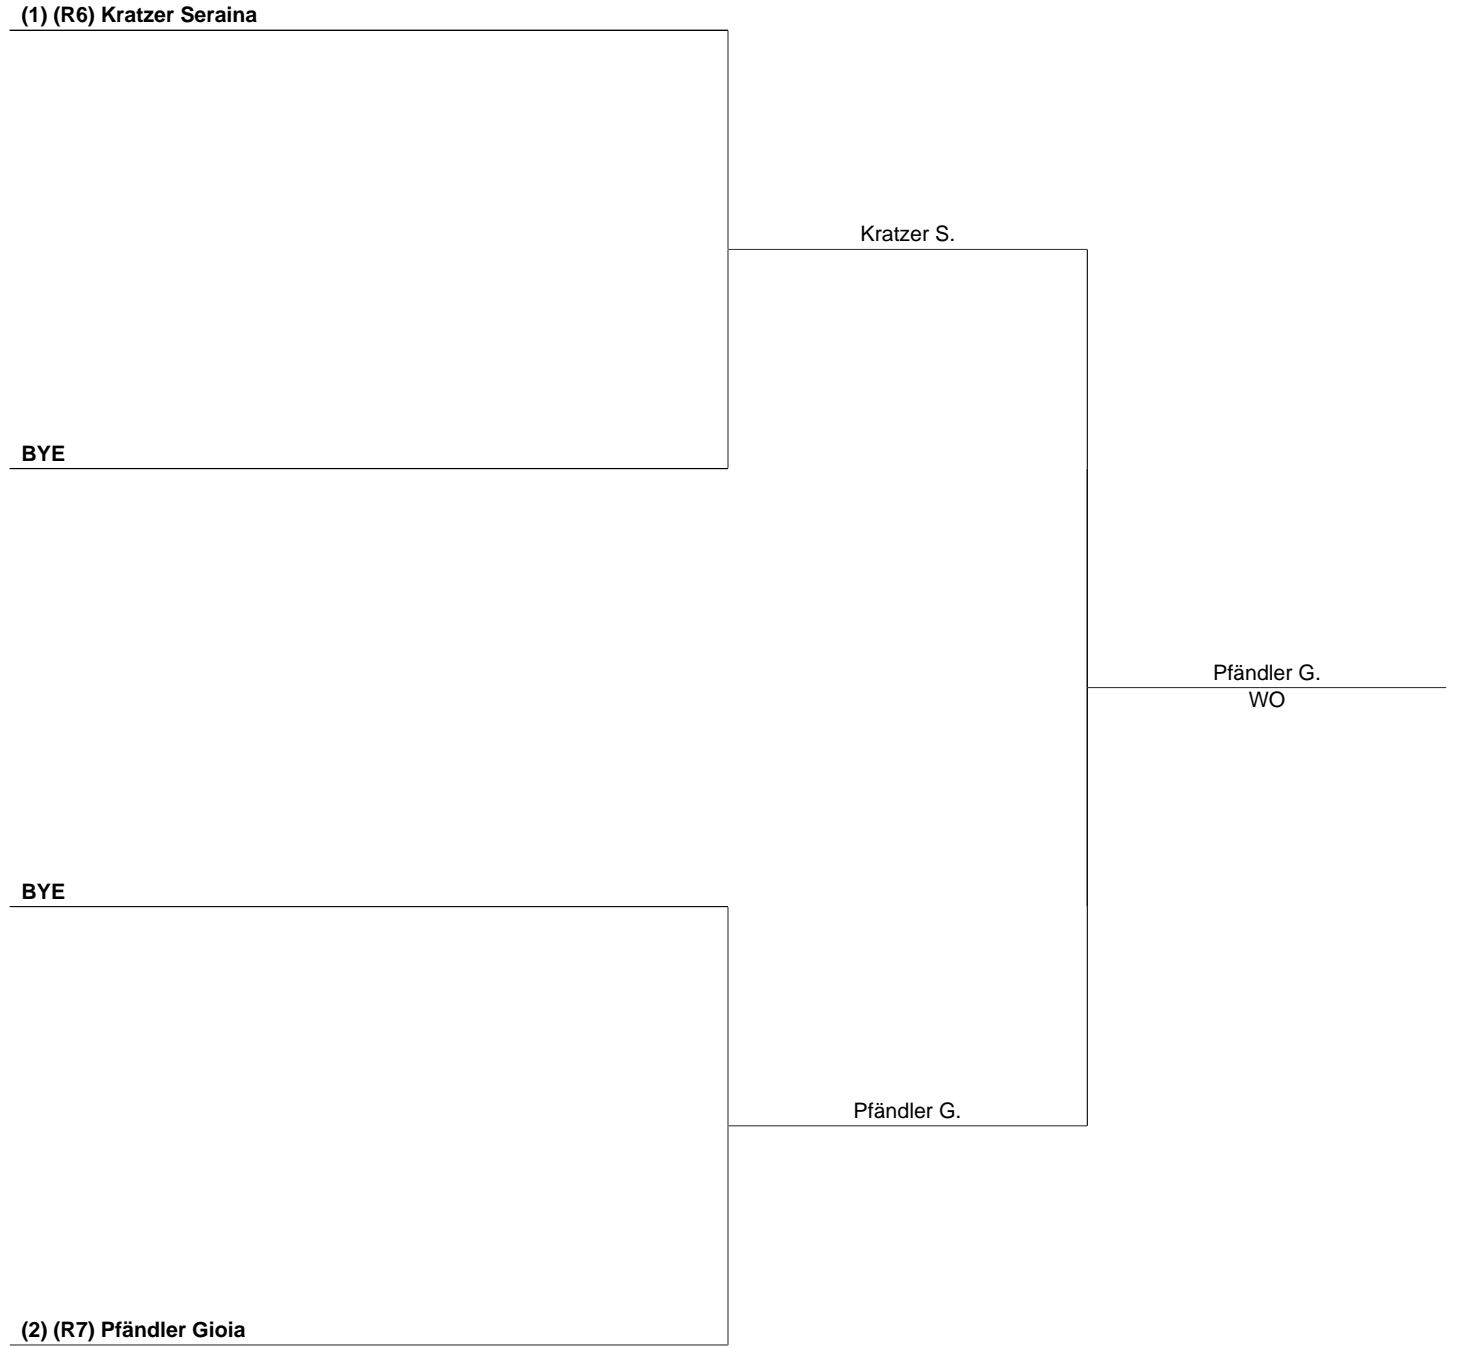 (1) (R6) Kratzer Seraina
Kratzer S.
BYE
Pfändler G.
WO
BYE
Pfändler G.
(2) (R7) Pfändler Gioia